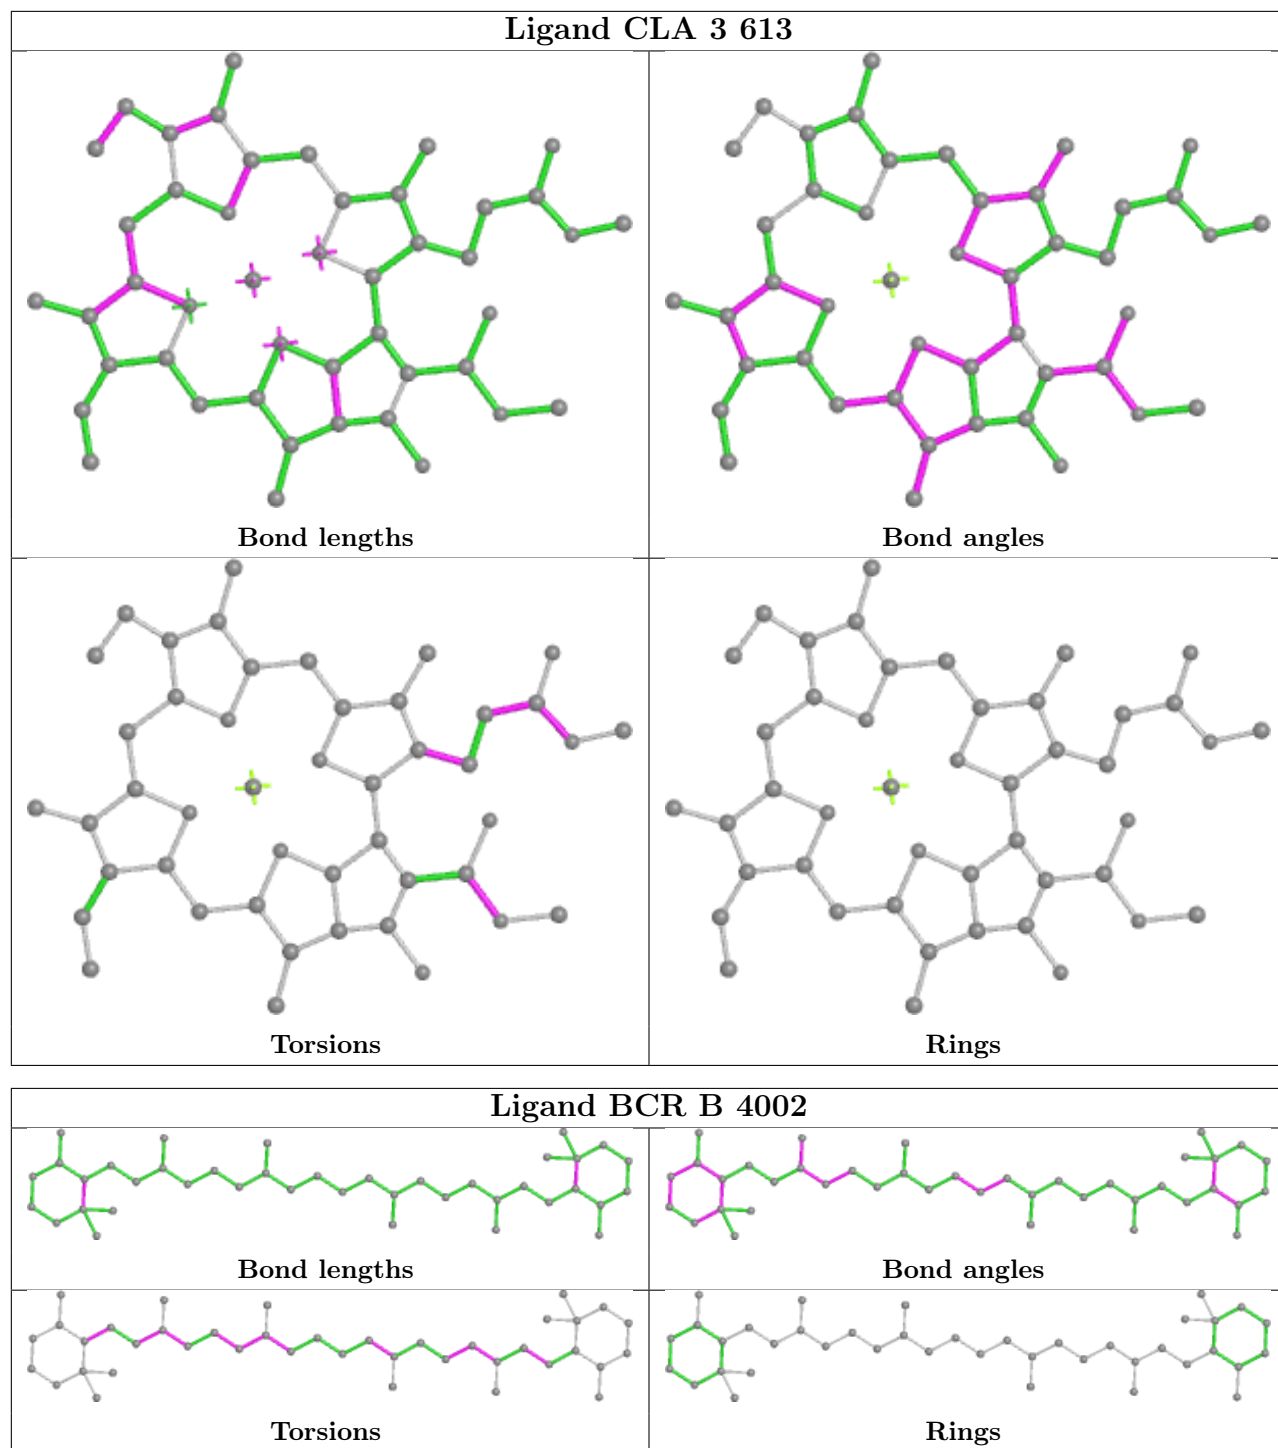 Ligand CLA 3 613
Bond lengths
Bond angles
Torsions
Rings
Ligand BCR B 4002
Bond lengths
Bond angles
Torsions
Rings